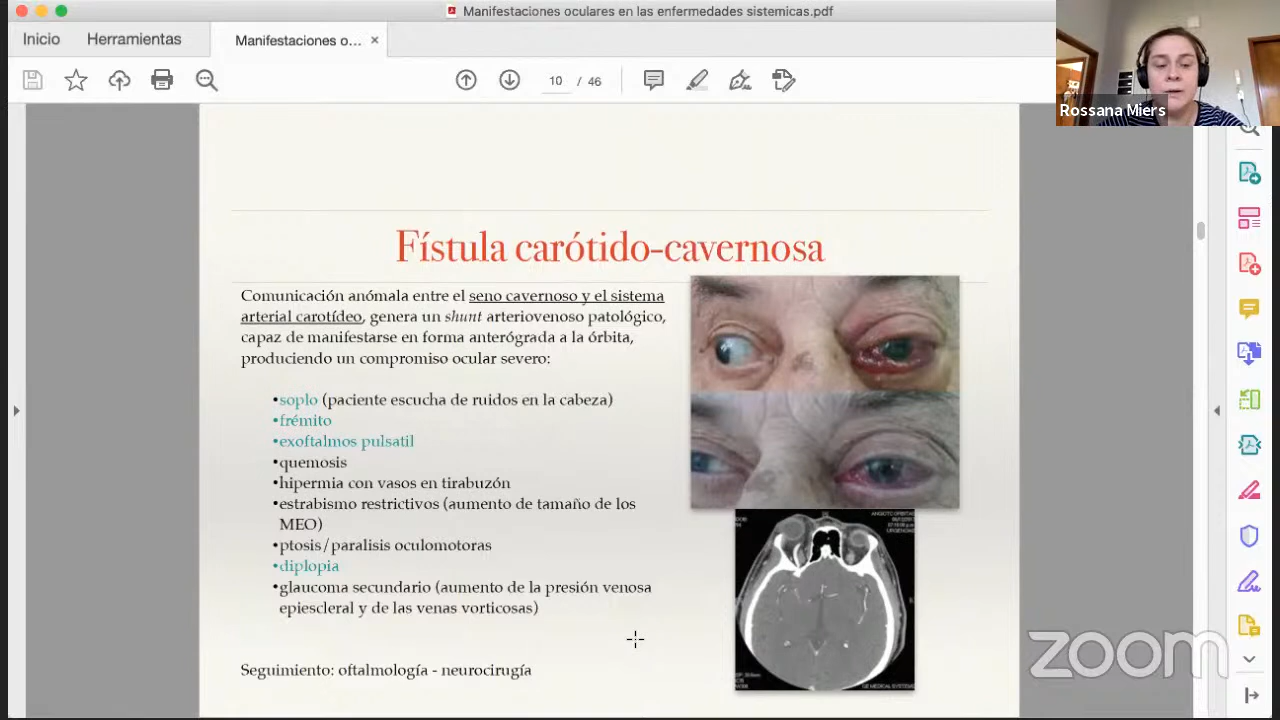 Manifestaciones oculares en las enfermedades sistemicas.pdf
Inicio
Herramientas
Manifestaciones o...
10 / 46
Rossana Miers
Fístula carótido-cavernosa
Comunicación anómala entre el seno cavernoso y el sistema
arterial carotídeo, genera un shunt arteriovenoso patológico,
capaz de manifestarse en forma anterógrada a la órbita,
produciendo un compromiso ocular severo:
•soplo (paciente escucha de ruidos en la cabeza)
•frémito
•exoftalmos pulsatil
•quemosis
•hipermia con vasos en tirabuzón
•estrabismo restrictivos (aumento de tamaño de los
MEO)
•ptosis/paralisis oculomotoras
•diplopia
•glaucoma secundario (aumento de la presión venosa
epiescleral y de las venas vorticosas)
Seguimiento: oftalmología - neurocirugía
URGENCIAS
GE MEDICAL SYSTEMS
zoom